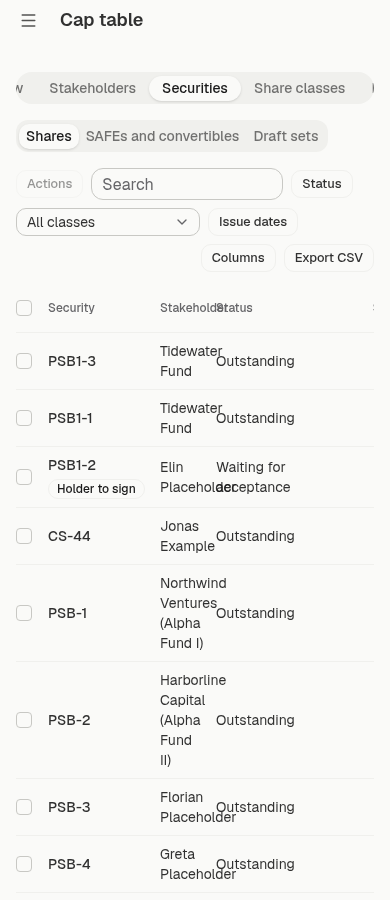 Cap table
w Stakeholders Securities Share classes
Shares SAFEs and convertibles Draft sets
Actions Search Status
All classes Issue dates
Columns Export CSV
Security Stakeholder Status
PSB1-3 Tidewater Fund Outstanding
PSB1-1 Tidewater Fund Outstanding
PSB1-2 Holder to sign Elin Placeholder Waiting for acceptance
CS-44 Jonas Example Outstanding
PSB-1 Northwind Ventures (Alpha Fund I) Outstanding
PSB-2 Harborline Capital (Alpha Fund II) Outstanding
PSB-3 Florian Placeholder Outstanding
PSB-4 Greta Placeholder Outstanding